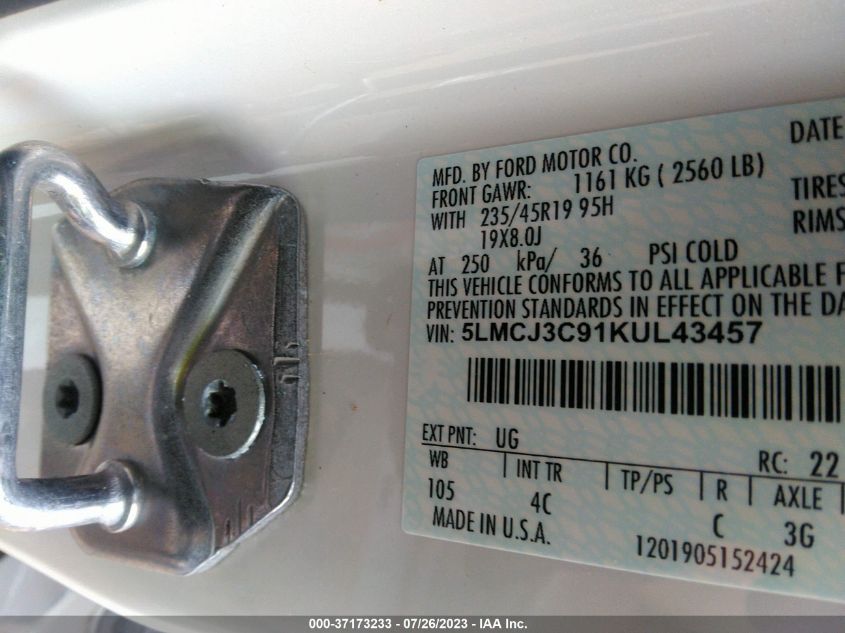 DATE
MFD. BY FORD MOTOR CO.
FRONT GAWR: 1161 KG ( 2560 LB)
TIRES
WITH 235/45R19 95H
RIMS
19X8.0J
AT 250 kPa/ 36 PSI COLD
THIS VEHICLE CONFORMS TO ALL APPLICABLE F
PREVENTION STANDARDS IN EFFECT ON THE DA
VIN: 5LMCJ3C91KUL43457
EXT PNT: UG
RC: 22
WB INT TR TP/PS R AXLE
105 4C C 3G
MADE IN U.S.A.
1201905152424
000-37173233 - 07/26/2023 - IAA Inc.